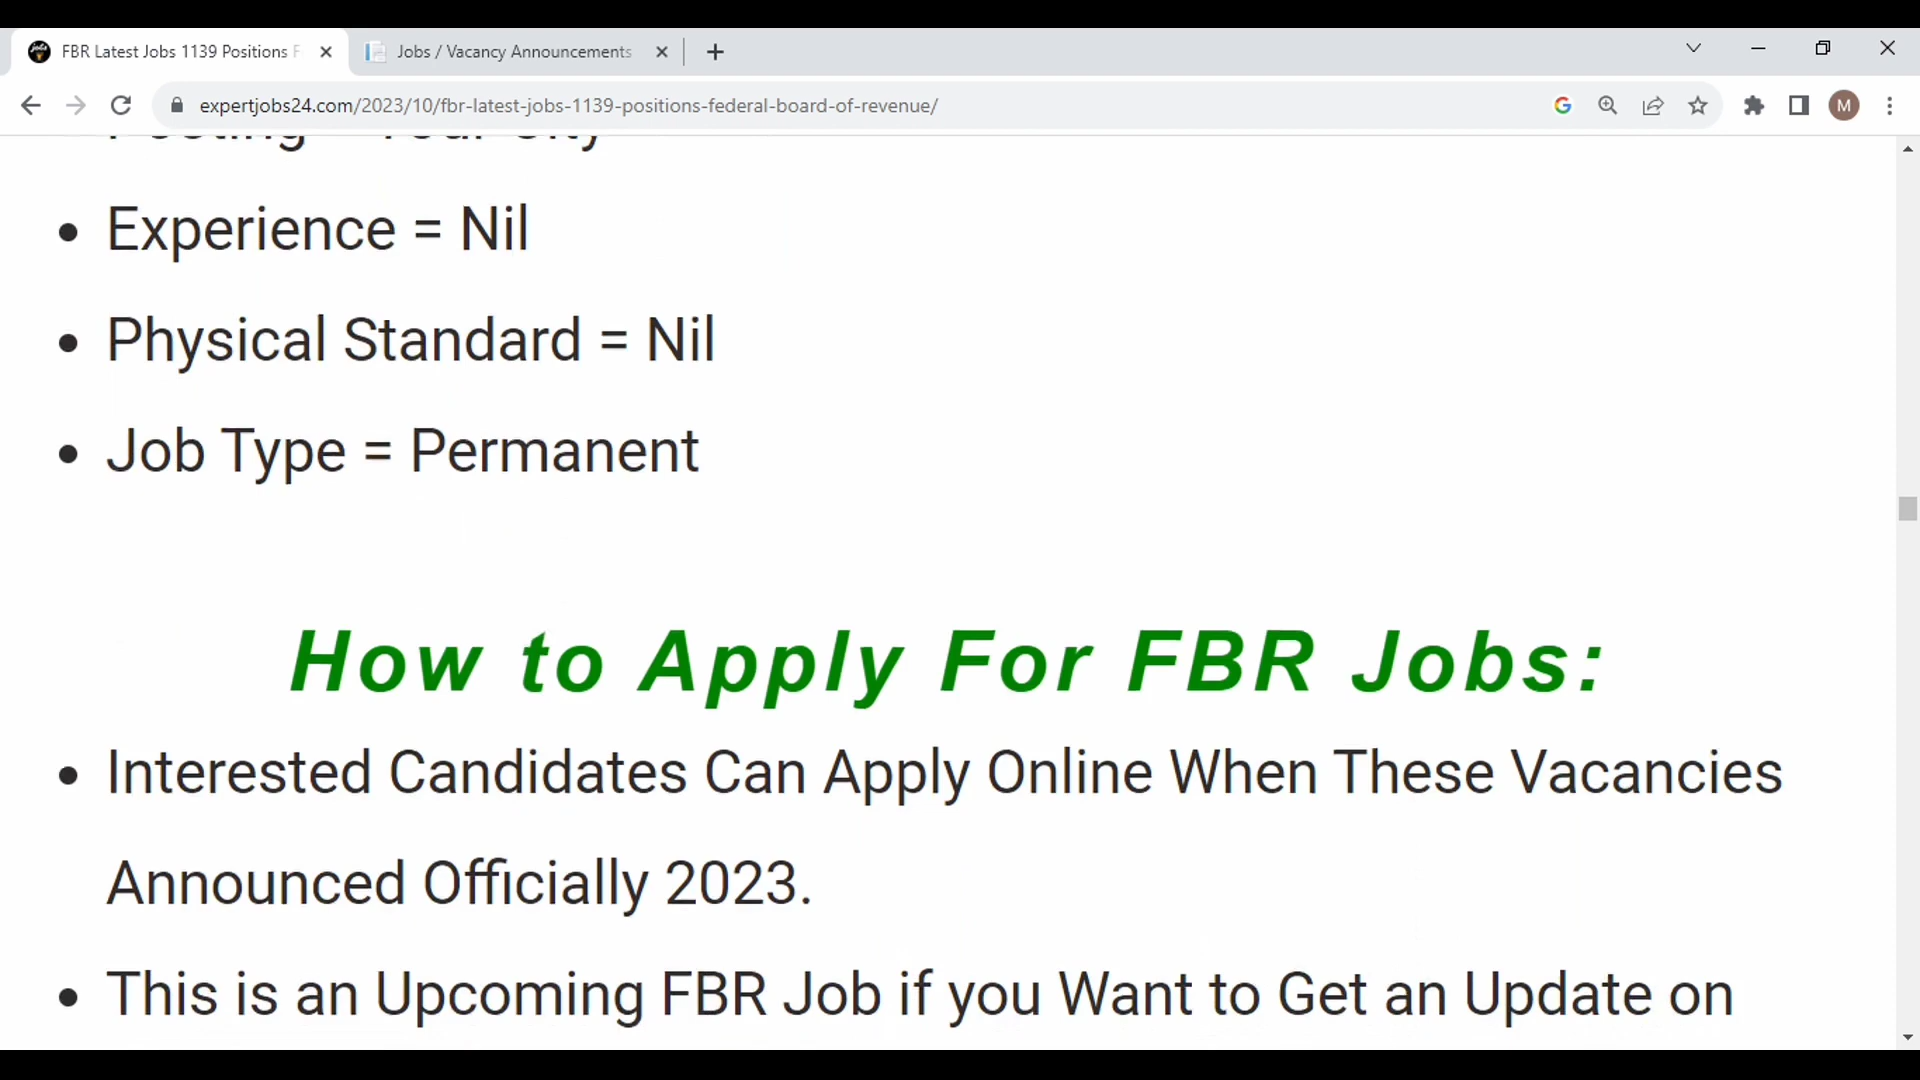 FBR Latest Jobs 1139 Positions F
Jobs / Vacancy Announcements
expertjobs24.com/2023/10/fbr-latest-jobs-1139-positions-federal-board-of-revenue/
M
Posting = Your City
Experience = Nil
Physical Standard = Nil
Job Type = Permanent
How to Apply For FBR Jobs:
Interested Candidates Can Apply Online When These Vacancies
Announced Officially 2023.
This is an Upcoming FBR Job if you Want to Get an Update on